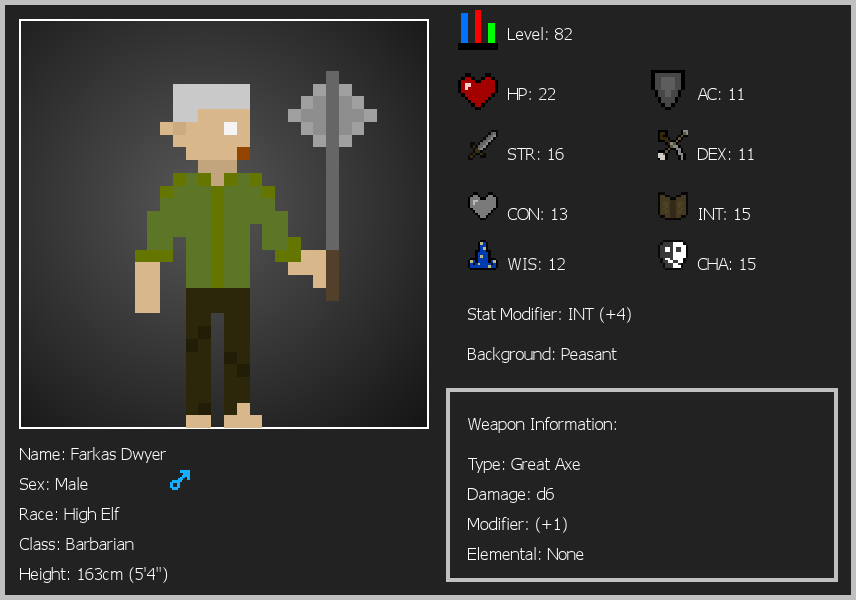 Level: 82
HP: 22
AC: 11
STR: 16
DEX: 11
CON: 13
INT: 15
WIS: 12
CHA: 15
Stat Modifier: INT (+4)
Background: Peasant
Weapon Information:
Type: Great Axe
Damage: d6
Modifier: (+1)
Elemental: None
Name: Farkas Dwyer
Sex: Male
Race: High Elf
Class: Barbarian
Height: 163cm (5'4")